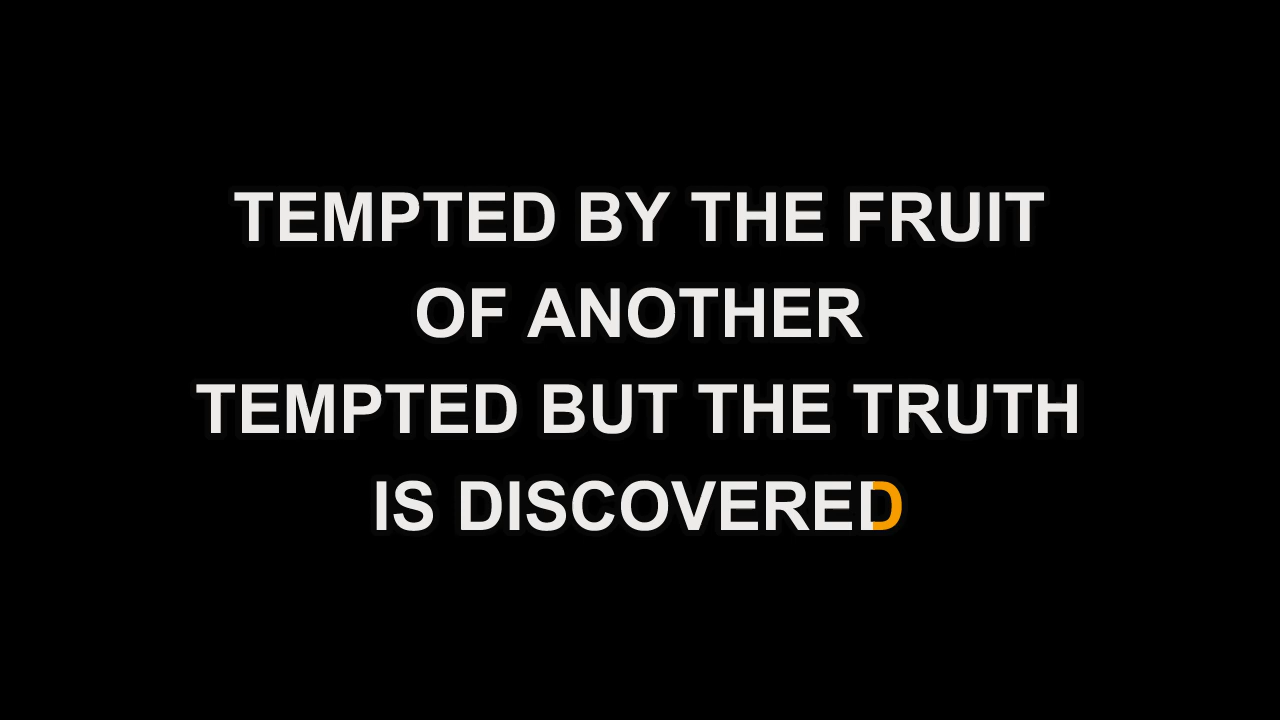 TEMPTED BY THE FRUIT
OF ANOTHER
TEMPTED BUT THE TRUTH
IS DISCOVERED